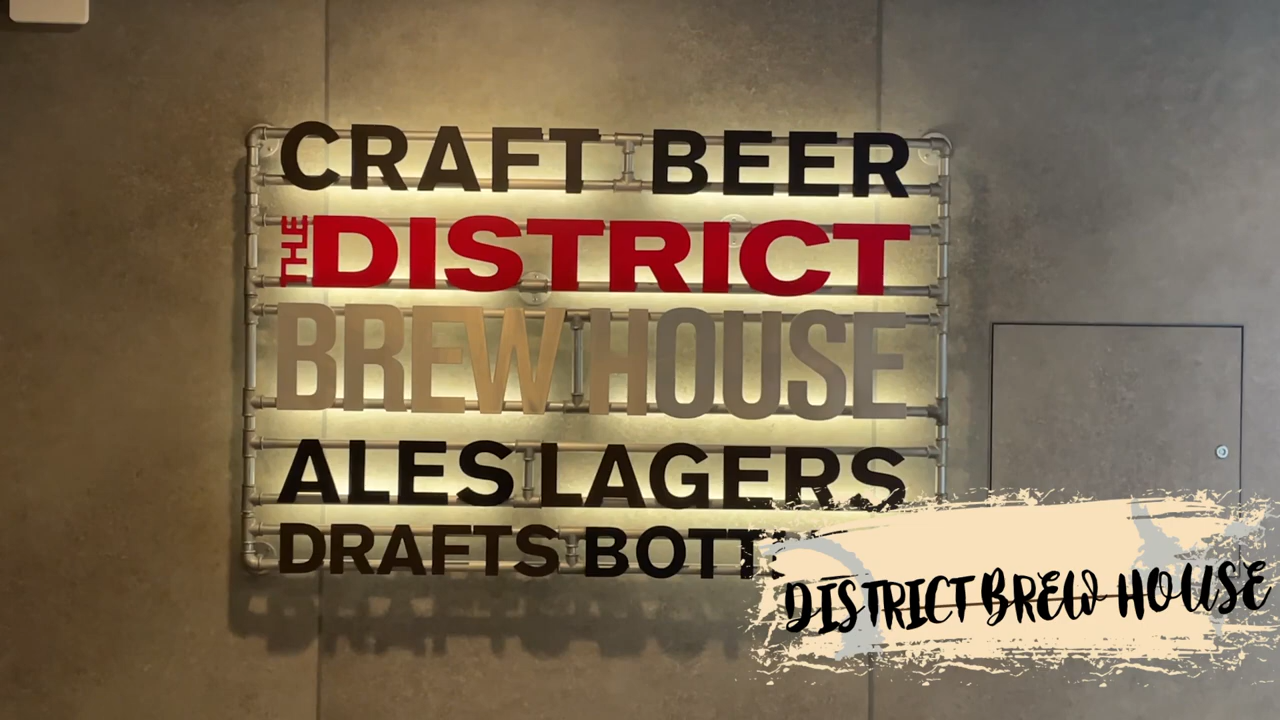 CRAFT BEER
THE DISTRICT
BREW HOUSE
ALES LAGERS
DRAFTS
DISTRICT BREW HOUSE